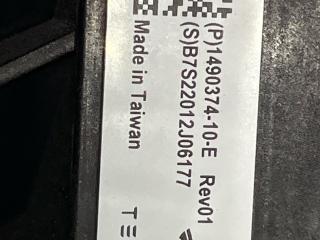 (P)1490374-10-E Rev01
(S)B7S22012J06177
Made in Taiwan